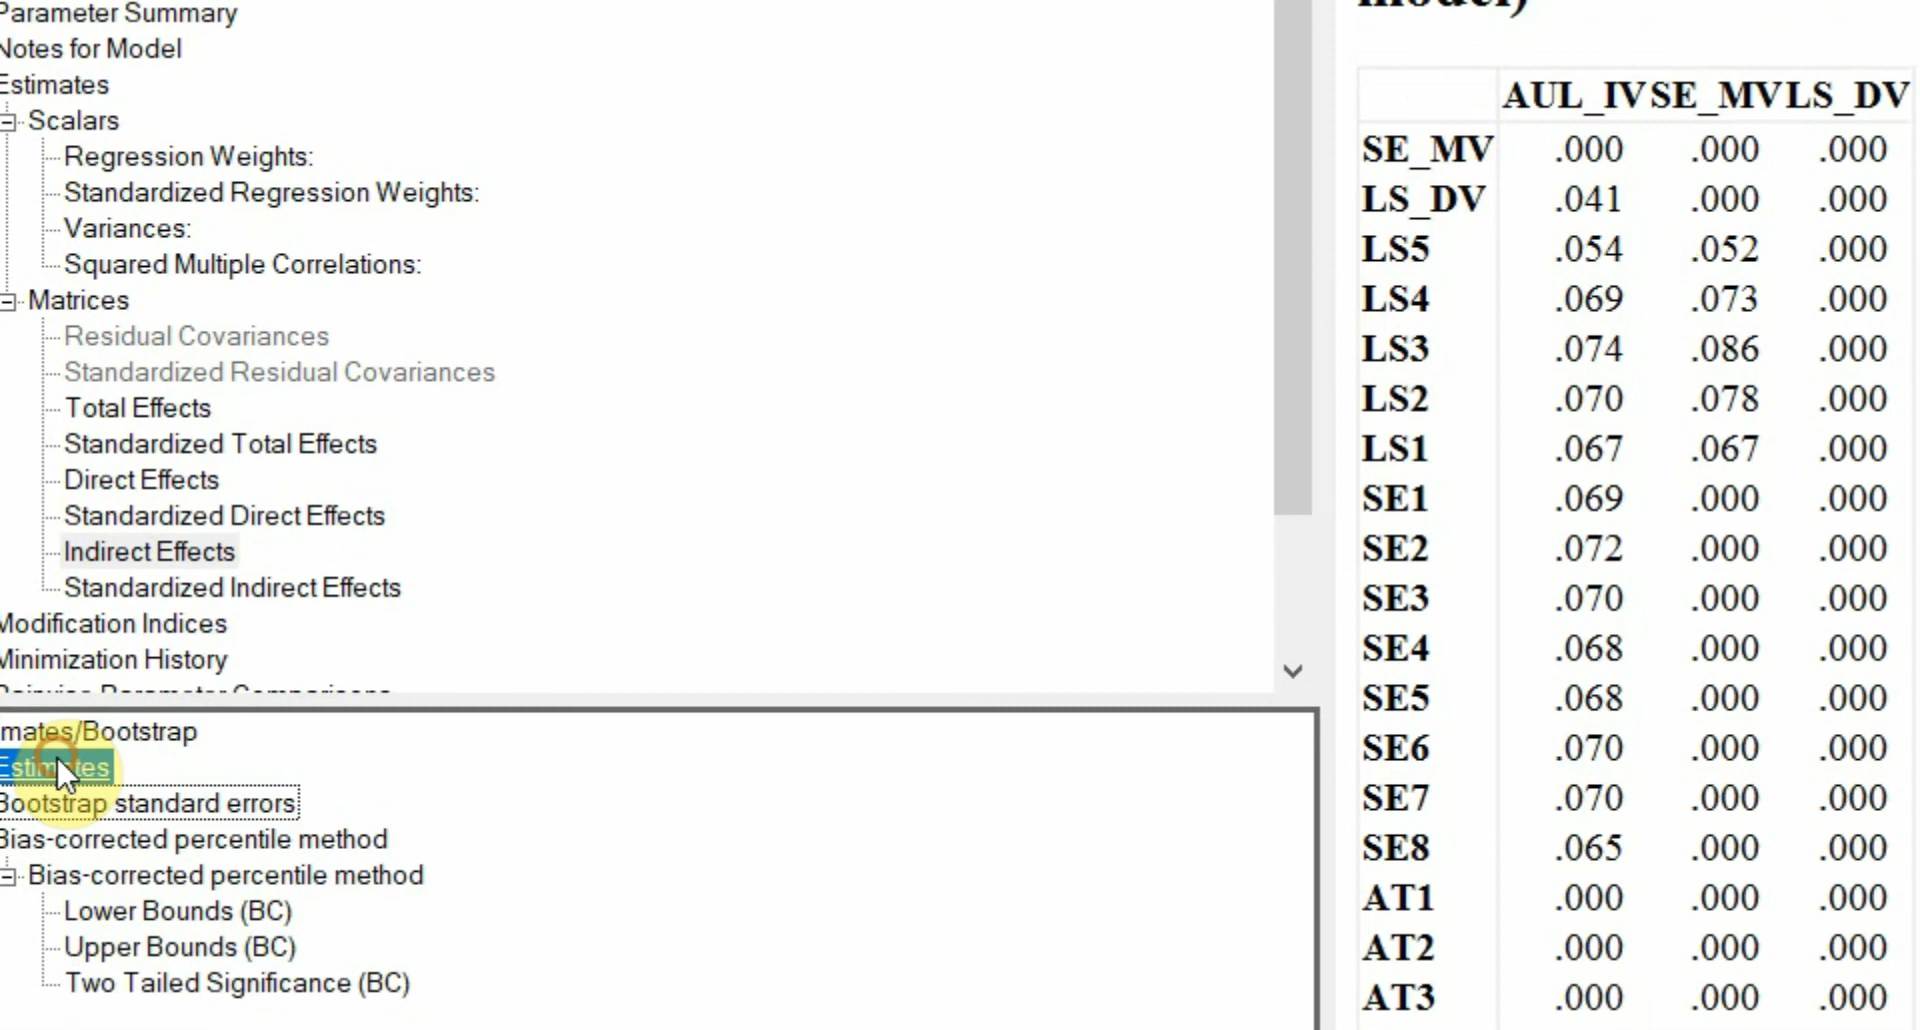 Parameter Summary
Notes for Model
Estimates
Scalars
Regression Weights:
Standardized Regression Weights:
Variances:
Squared Multiple Correlations:
Matrices
Residual Covariances
Standardized Residual Covariances
Total Effects
Standardized Total Effects
Direct Effects
Standardized Direct Effects
Indirect Effects
Standardized Indirect Effects
Modification Indices
Minimization History
Pairwise Parameter Comparisons
mates/Bootstrap
Estimates
Bootstrap standard errors
Bias-corrected percentile method
Bias-corrected percentile method
Lower Bounds (BC)
Upper Bounds (BC)
Two Tailed Significance (BC)
model)
AUL_IV SE_MV LS_DV
SE_MV .000 .000 .000
LS_DV .041 .000 .000
LS5 .054 .052 .000
LS4 .069 .073 .000
LS3 .074 .086 .000
LS2 .070 .078 .000
LS1 .067 .067 .000
SE1 .069 .000 .000
SE2 .072 .000 .000
SE3 .070 .000 .000
SE4 .068 .000 .000
SE5 .068 .000 .000
SE6 .070 .000 .000
SE7 .070 .000 .000
SE8 .065 .000 .000
AT1 .000 .000 .000
AT2 .000 .000 .000
AT3 .000 .000 .000